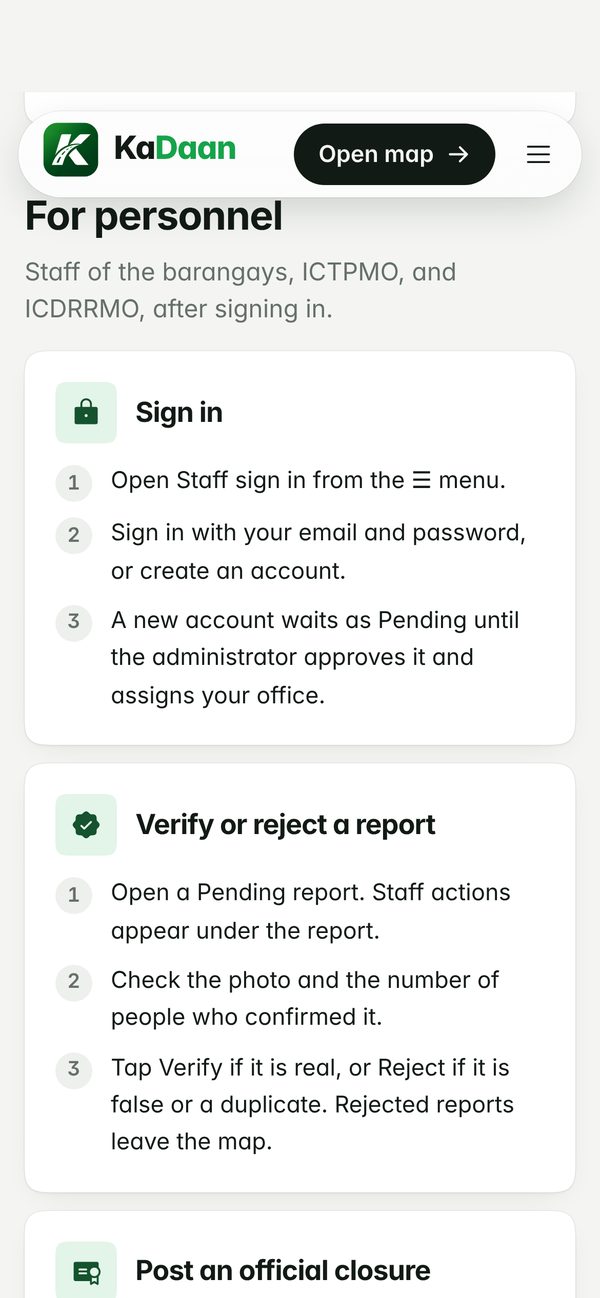 KaDaan
Open map →
For personnel
Staff of the barangays, ICTPMO, and
ICDRRMO, after signing in.
Sign in
1 Open Staff sign in from the ☰ menu.
2 Sign in with your email and password,
or create an account.
3 A new account waits as Pending until
the administrator approves it and
assigns your office.
Verify or reject a report
1 Open a Pending report. Staff actions
appear under the report.
2 Check the photo and the number of
people who confirmed it.
3 Tap Verify if it is real, or Reject if it is
false or a duplicate. Rejected reports
leave the map.
Post an official closure